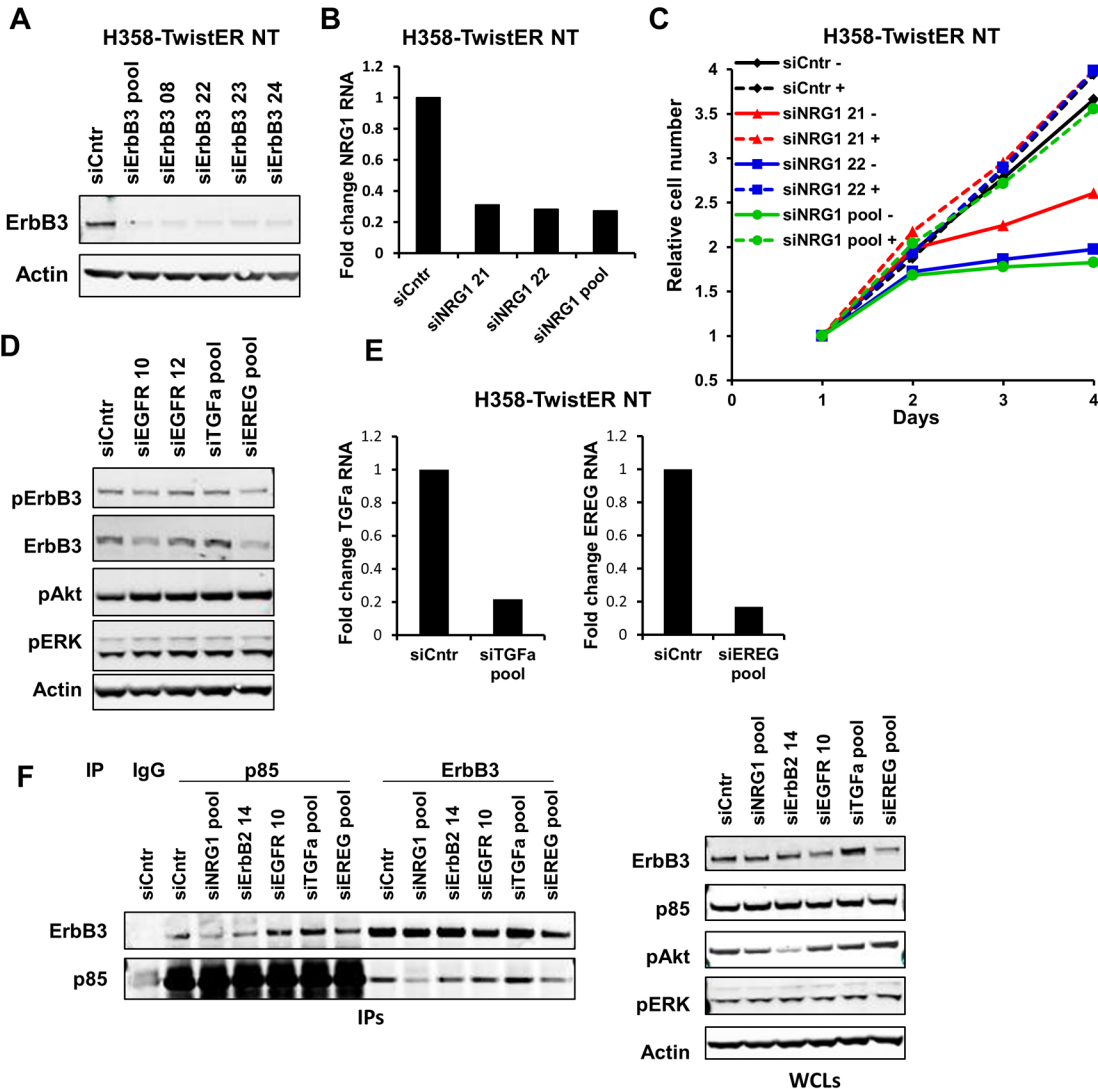 A
H358-TwistER NT
siCntr
siErbB3 pool
siErbB3 08
siErbB3 22
siErbB3 23
siErbB3 24
ErbB3
Actin
B
H358-TwistER NT
Fold change NRG1 RNA
1.2
1
0.8
0.6
0.4
0.2
0
siCntr
siNRG1 21
siNRG1 22
siNRG1 pool
C
H358-TwistER NT
siCntr -
siCntr +
siNRG1 21 -
siNRG1 21 +
siNRG1 22 -
siNRG1 22 +
siNRG1 pool -
siNRG1 pool +
Relative cell number
4
3.5
3
2.5
2
1.5
1
0.5
0
1
2
3
4
Days
D
siCntr
siEGFR 10
siEGFR 12
siTGFa pool
siEREG pool
pErbB3
ErbB3
pAkt
pERK
Actin
E
H358-TwistER NT
Fold change TGFa RNA
1.2
1
0.8
0.6
0.4
0.2
0
siCntr
siTGFa
pool
Fold change EREG RNA
1.2
1
0.8
0.6
0.4
0.2
0
siCntr
siEREG
pool
F
IP
IgG
p85
ErbB3
siCntr
siCntr
siNRG1 pool
siErbB2 14
siEGFR 10
siTGFa pool
siEREG pool
siCntr
siNRG1 pool
siErbB2 14
siEGFR 10
siTGFa pool
siEREG pool
ErbB3
p85
IPs
siCntr
siNRG1 pool
siErbB2 14
siEGFR 10
siTGFa pool
siEREG pool
ErbB3
p85
pAkt
pERK
Actin
WCLs